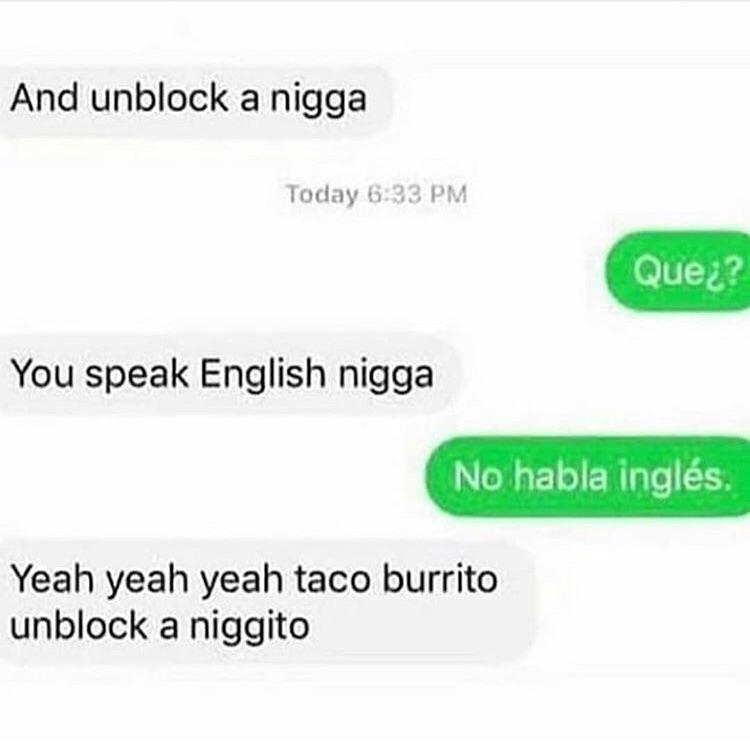 And unblock a nigga
Today 6:33 PM
Que¿?
You speak English nigga
No habla inglés.
Yeah yeah yeah taco burrito
unblock a niggito